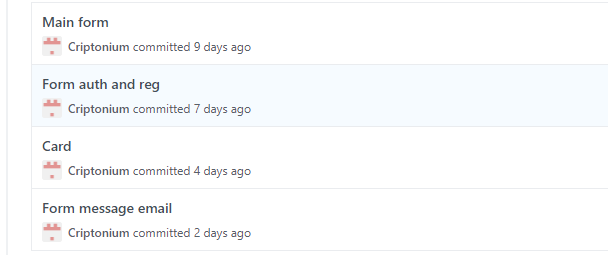 Main form
Criptonium committed 9 days ago
Form auth and reg
Criptonium committed 7 days ago
Card
Criptonium committed 4 days ago
Form message email
Criptonium committed 2 days ago